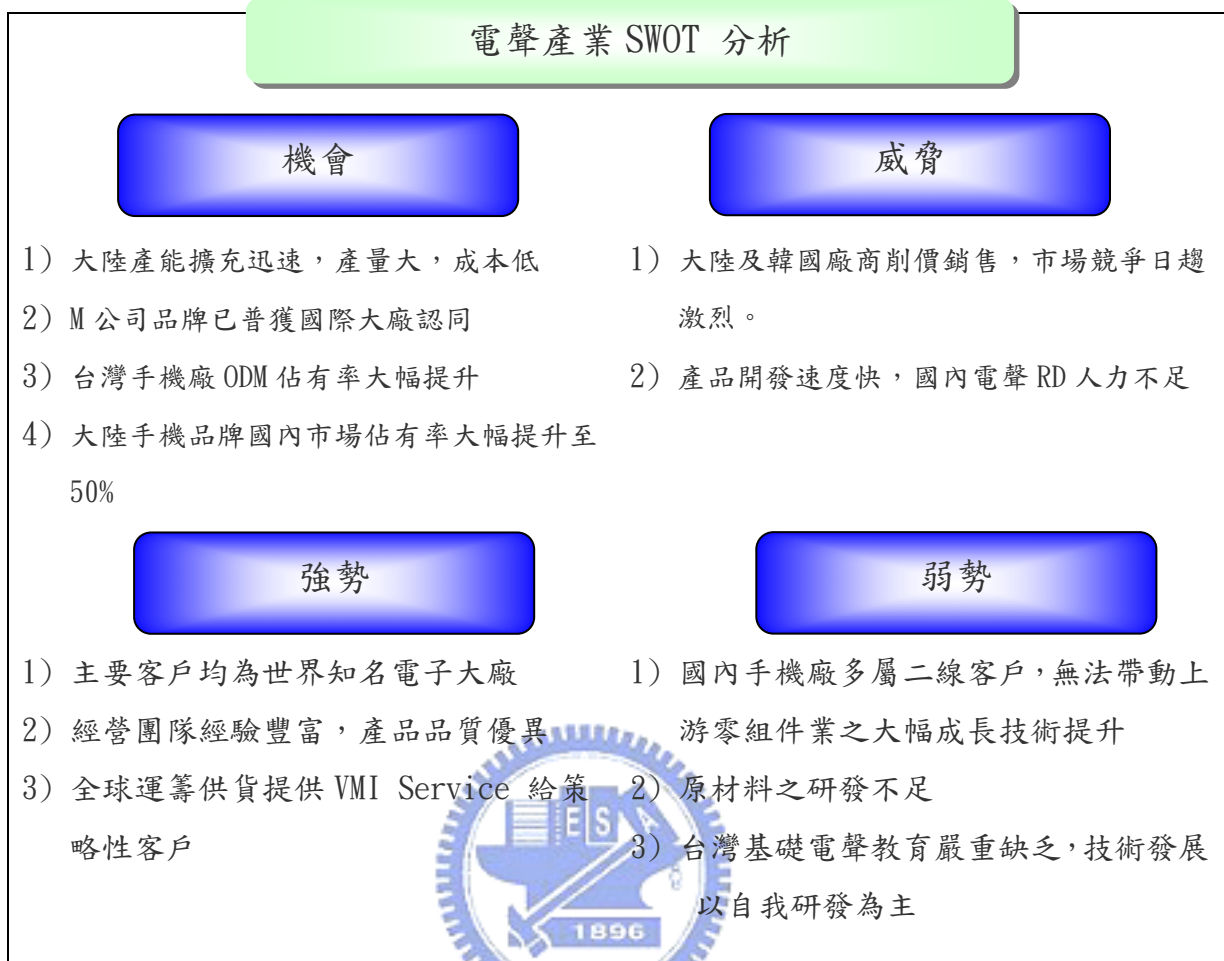 電聲產業 SWOT 分析
機會
1) 大陸產能擴充迅速，產量大，成本低
2) M 公司品牌已普獲國際大廠認同
3) 台灣手機廠 ODM 佔有率大幅提升
4) 大陸手機品牌國內市場佔有率大幅提升至
50%
威脅
1) 大陸及韓國廠商削價銷售，市場競爭日趨
激烈。
2) 產品開發速度快，國內電聲 RD 人力不足
強勢
1) 主要客戶均為世界知名電子大廠
2) 經營團隊經驗豐富，產品品質優異
3) 全球運籌供貨提供 VMI Service 給策
略性客戶
弱勢
1) 國內手機廠多屬二線客戶，無法帶動上
游零組件業之大幅成長技術提升
2) 原材料之研發不足
3) 台灣基礎電聲教育嚴重缺乏，技術發展
以自我研發為主
E S A
1896